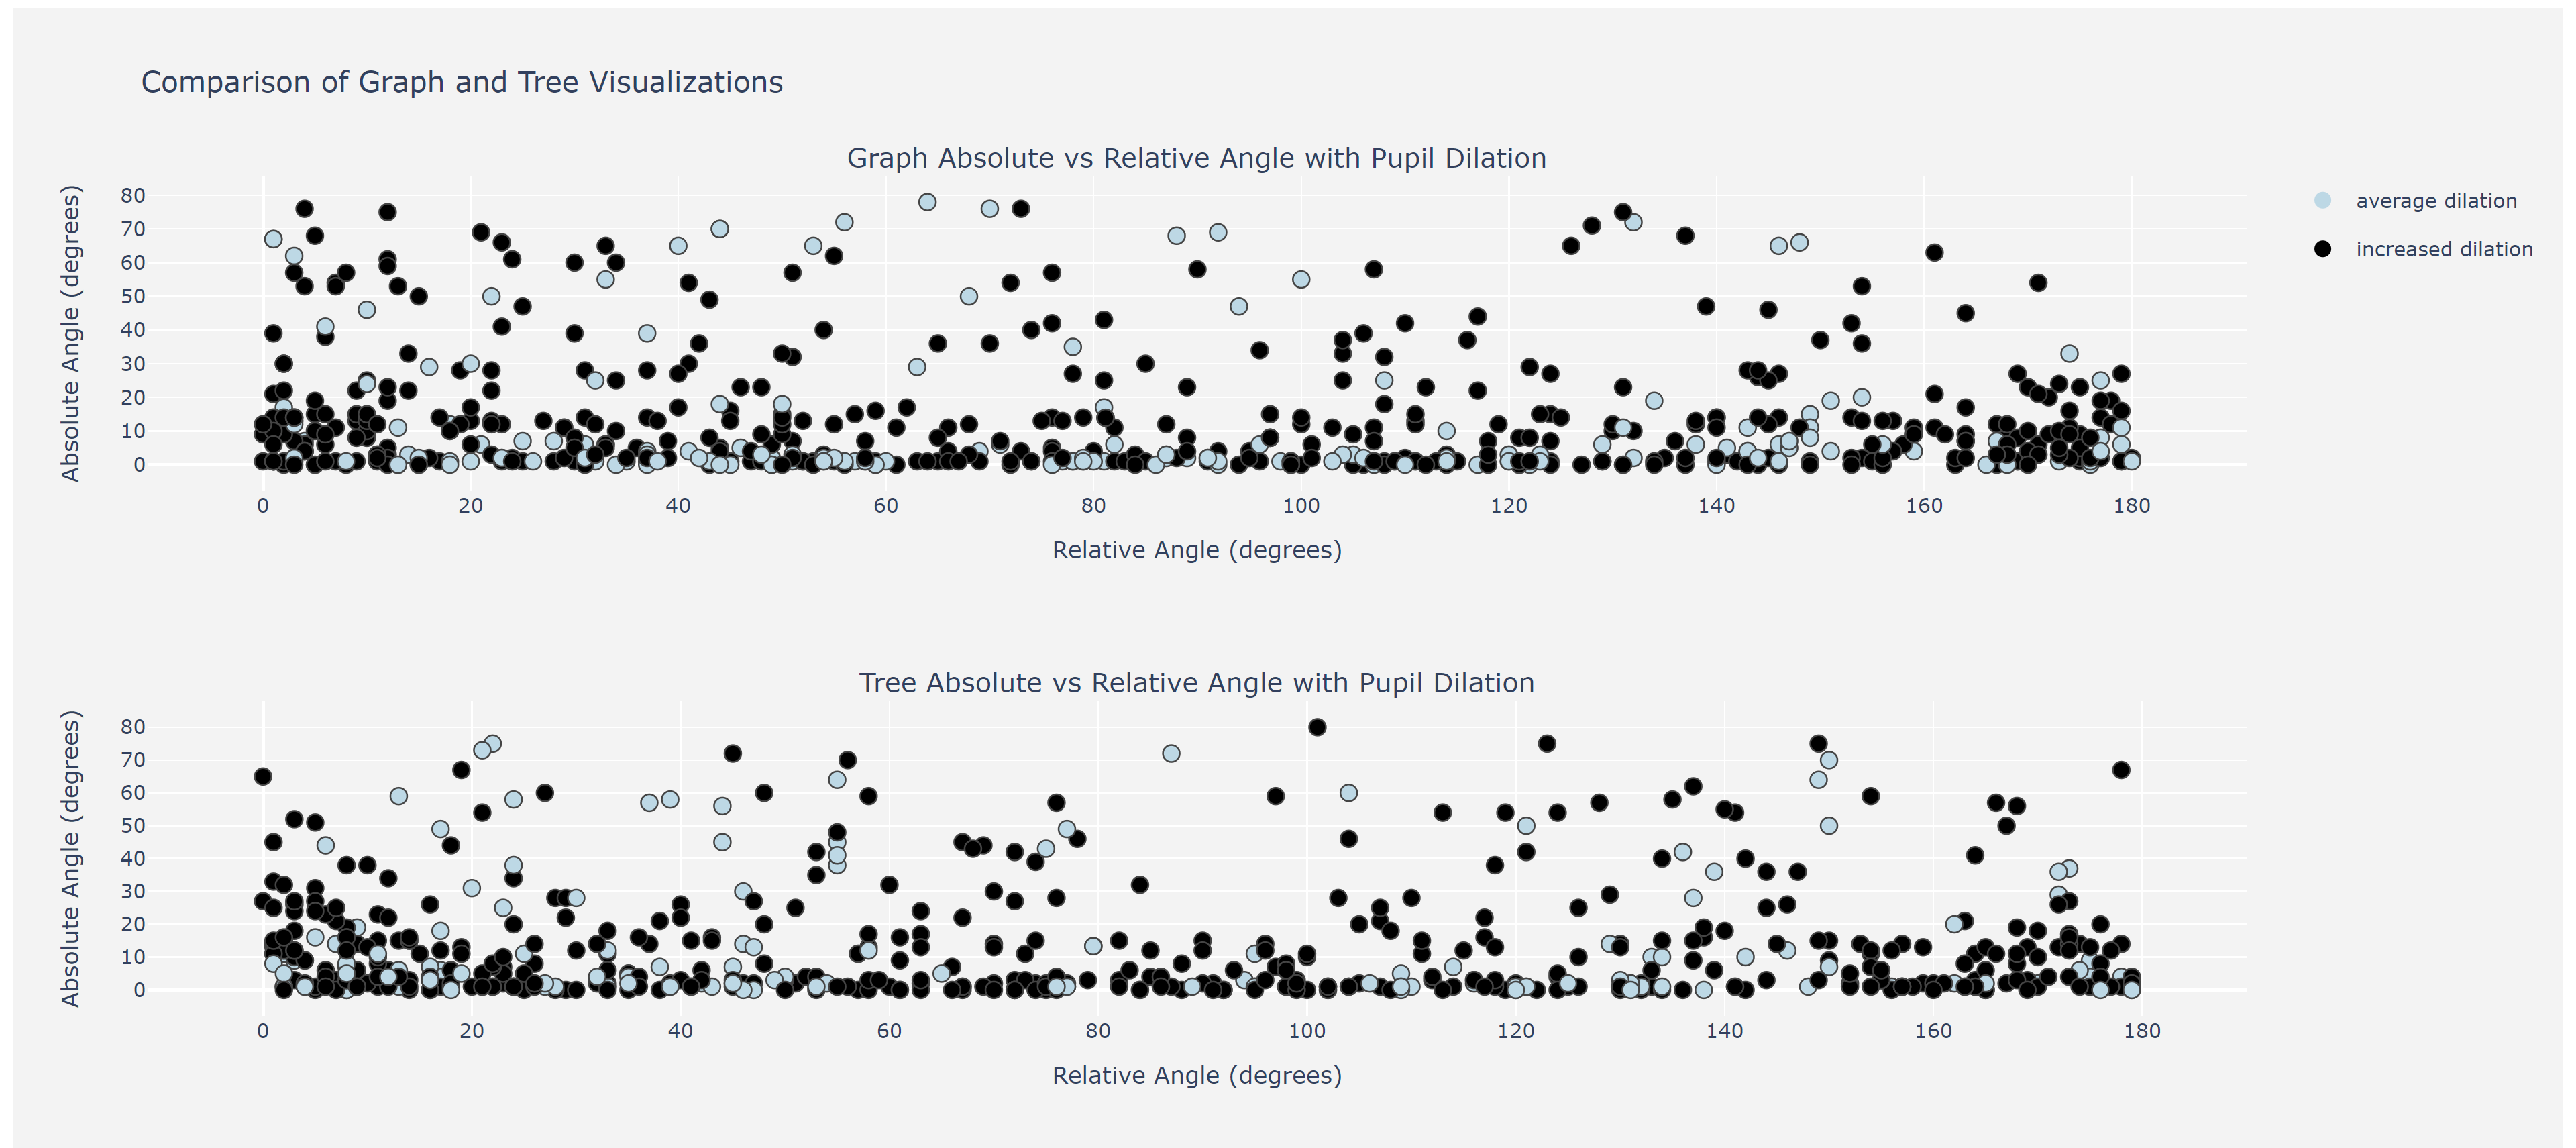 Comparison of Graph and Tree Visualizations
Graph Absolute vs Relative Angle with Pupil Dilation
average dilation
increased dilation
Absolute Angle (degrees)
80
70
60
50
40
30
20
10
0
0 20 40 60 80 100 120 140 160 180
Relative Angle (degrees)
Tree Absolute vs Relative Angle with Pupil Dilation
Absolute Angle (degrees)
80
70
60
50
40
30
20
10
0
0 20 40 60 80 100 120 140 160 180
Relative Angle (degrees)